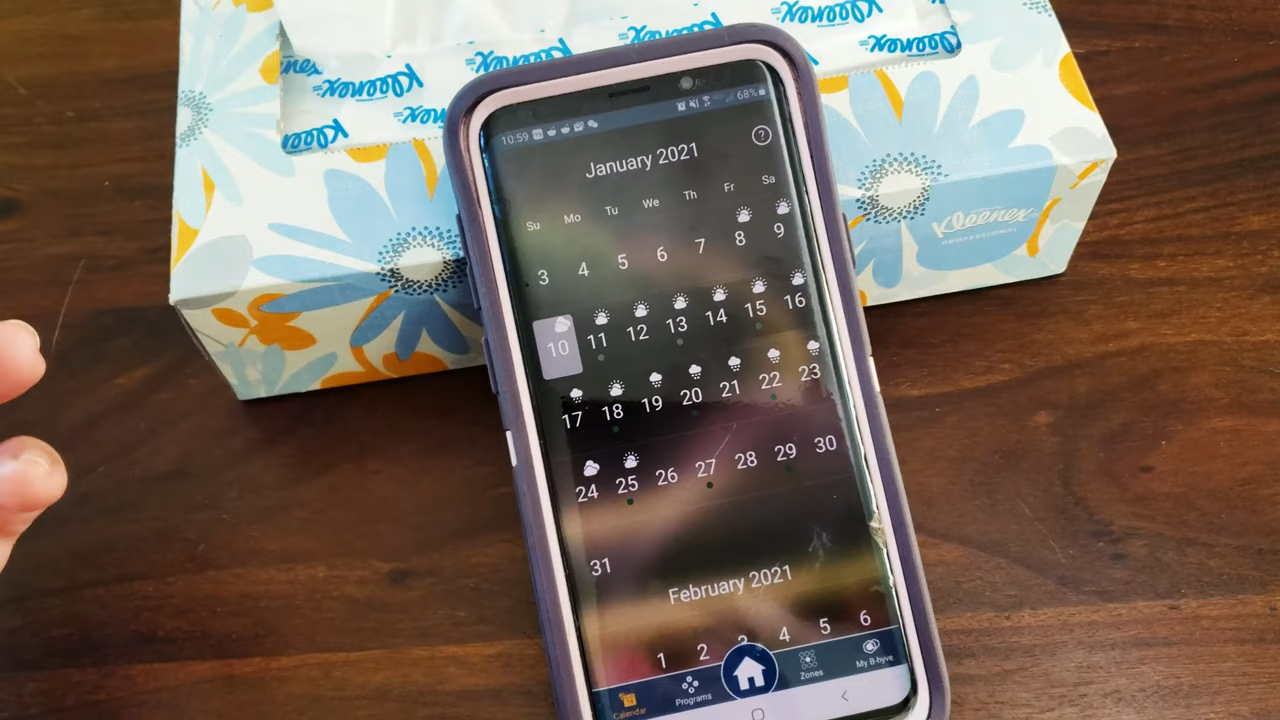 Kleenex
Kleenex
Kleenex
Kleenex
Kleenex
Kleenex
PROFESSIONAL
10:59
68%
January 2021
?
Su Mo Tu We Th Fr Sa
3 4 5 6 7 8 9
10 11 12 13 14 15 16
17 18 19 20 21 22 23
24 25 26 27 28 29 30
31
February 2021
1 2 3 4 5 6
Calendar Programs Zones My B-hyve